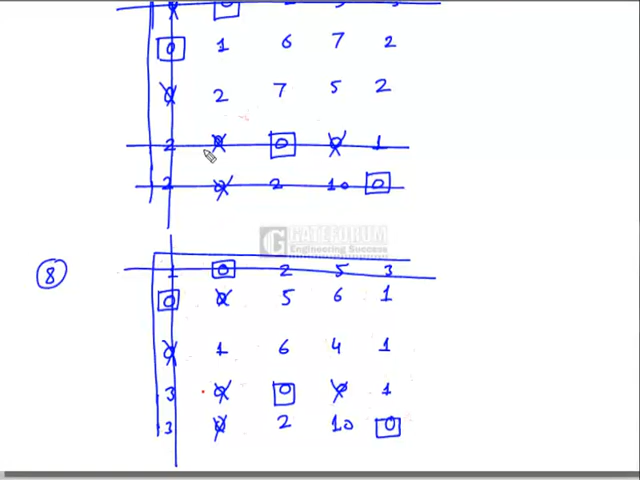 0 1 6 7 2
0 2 7 5 2
2 0 0 0 1
2 0 2 10 0
GATEFORUM
Engineering Success
8
1 0 2 5 3
0 0 5 6 1
0 1 6 4 1
3 0 0 0 1
3 0 2 10 0